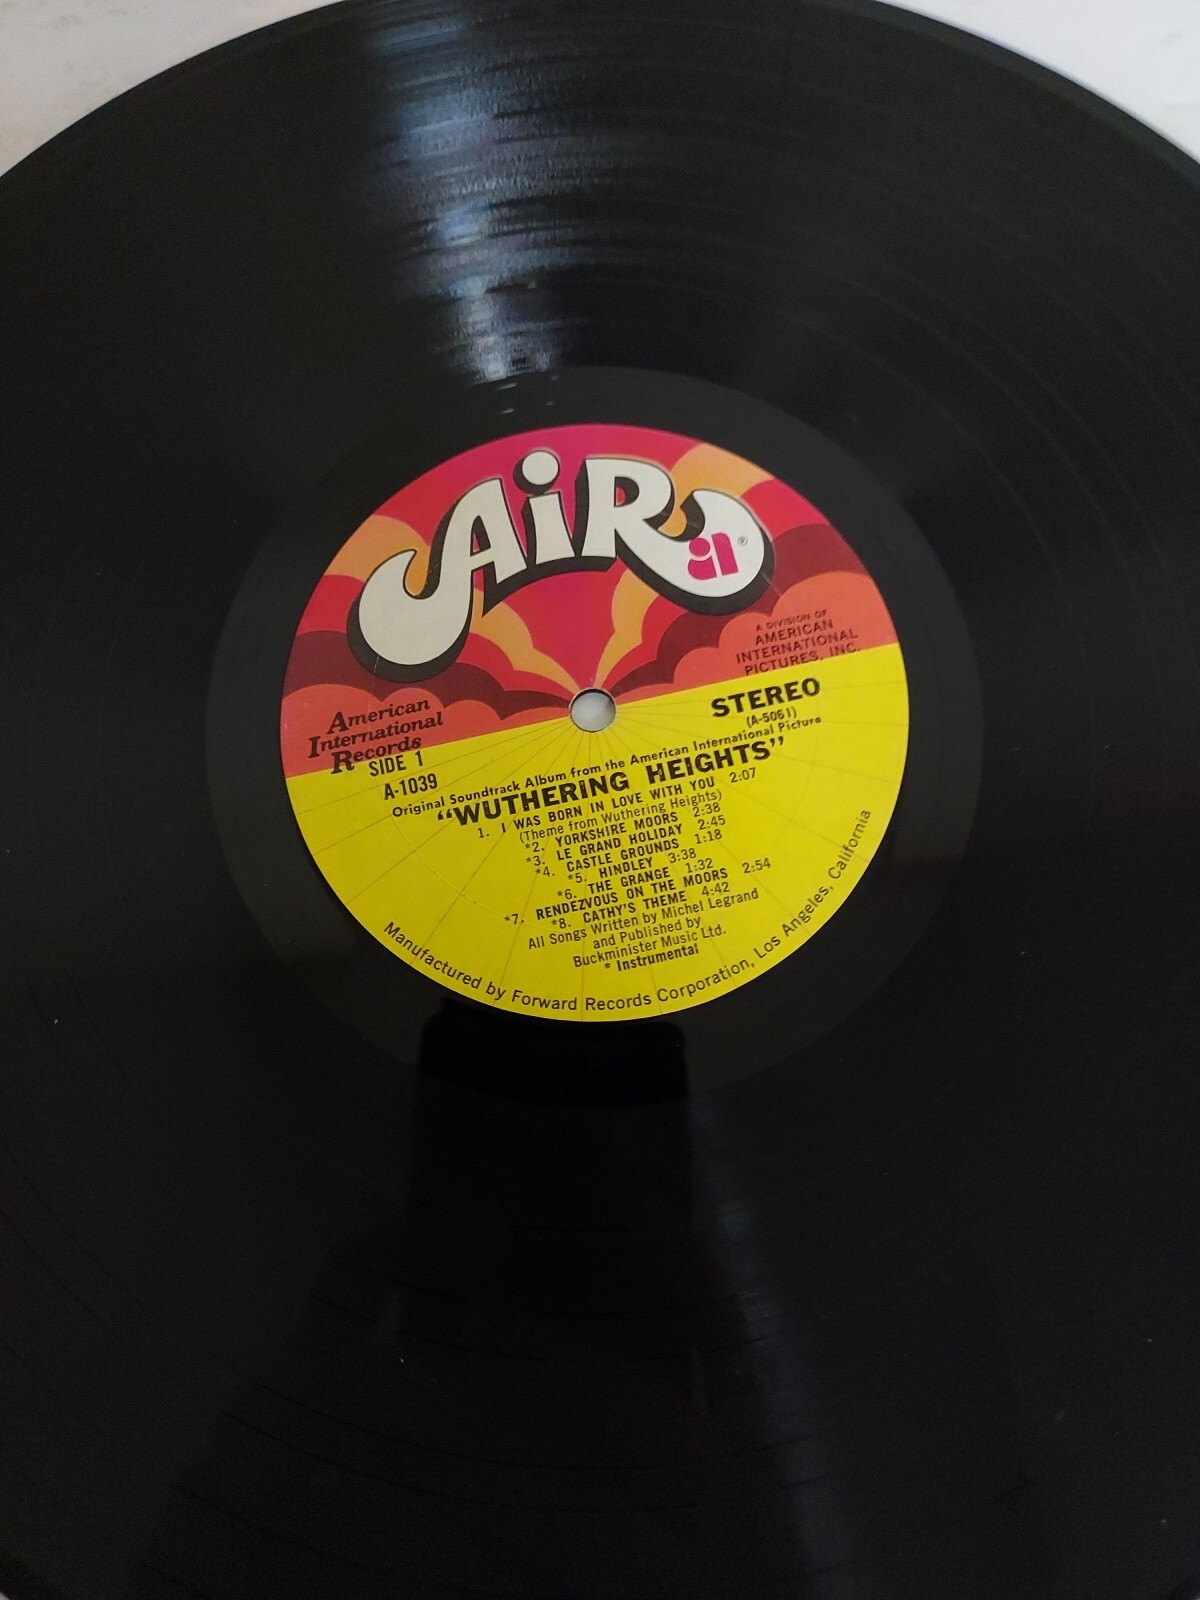 AiR
ai®
A DIVISION OF
AMERICAN
INTERNATIONAL
PICTURES, INC.
American
International
Records
SIDE 1
A-1039
STEREO
(A-5061)
Original Soundtrack Album from the American International Picture
"WUTHERING HEIGHTS"
1. I WAS BORN IN LOVE WITH YOU 2:07
(Theme from Wuthering Heights)
*2. YORKSHIRE MOORS 2:38
*3. LE GRAND HOLIDAY 2:45
*4. CASTLE GROUNDS 1:18
*5. HINDLEY 3:38
*6. THE GRANGE 1:32
*7. RENDEZVOUS ON THE MOORS 2:54
*8. CATHY'S THEME 4:42
All Songs Written by Michel Legrand
and Published by
Buckminister Music Ltd.
* Instrumental
Manufactured by Forward Records Corporation, Los Angeles, California